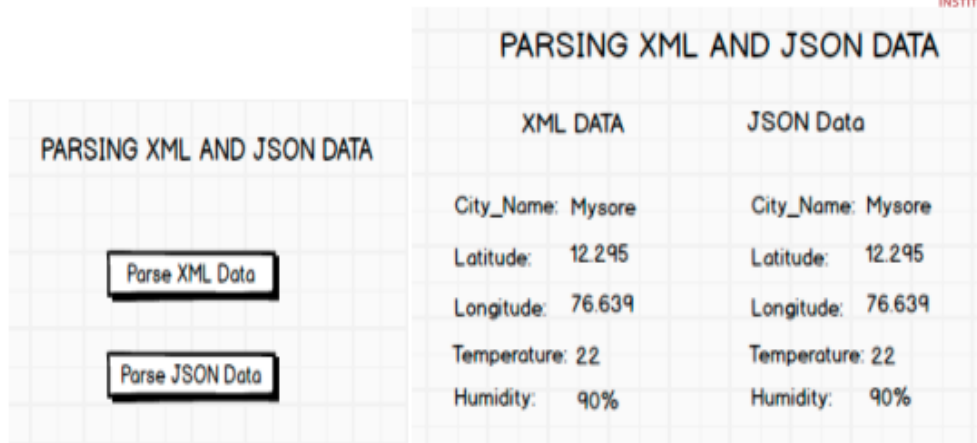 PARSING XML AND JSON DATA
Parse XML Data
Parse JSON Data
PARSING XML AND JSON DATA
XML DATA
City_Name: Mysore
Latitude: 12.295
Longitude: 76.639
Temperature: 22
Humidity: 90%
JSON Data
City_Name: Mysore
Latitude: 12.295
Longitude: 76.639
Temperature: 22
Humidity: 90%